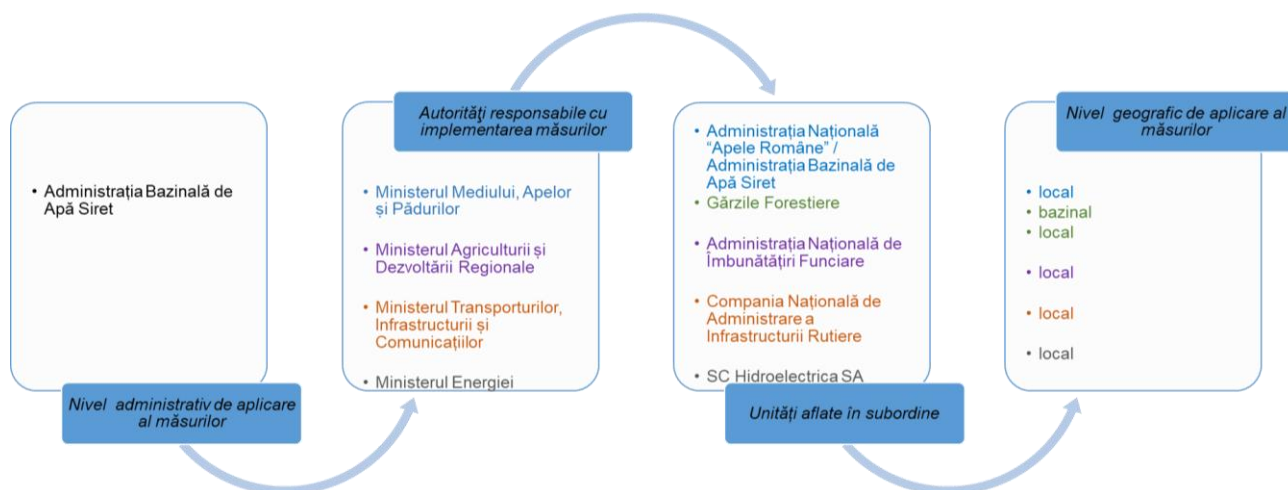 • Administrația Bazinală de
Apă Siret
Nivel administrativ de aplicare
al măsurilor
Autorități responsabile cu
implementarea măsurilor
• Ministerul Mediului, Apelor
și Pădurilor
• Ministerul Agriculturii și
Dezvoltării Regionale
• Ministerul Transporturilor,
Infrastructurii și
Comunicațiilor
• Ministerul Energiei
• Administrația Națională
“Apele Române” /
Administrația Bazinală de
Apă Siret
• Gărzile Forestiere
• Administrația Națională de
Îmbunătățiri Funciare
• Compania Națională de
Administrare a
Infrastructurii Rutiere
• SC Hidroelectrica SA
Unități aflate în subordine
Nivel geografic de aplicare al
măsurilor
• local
• bazinal
• local
• local
• local
• local